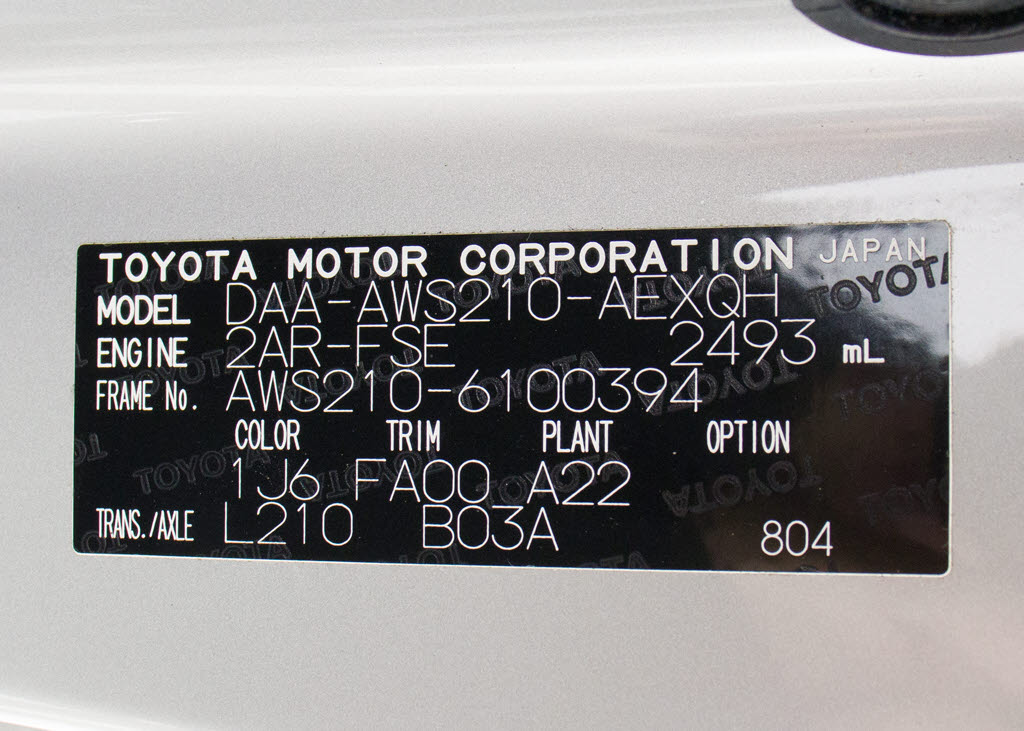 TOYOTA MOTOR CORPORATION JAPAN
MODEL DAA-AWS210-AEXQH
ENGINE 2AR-FSE 2493 mL
FRAME No. AWS210-6100394
COLOR TRIM PLANT OPTION
1J6 FA00 A22
TRANS./AXLE L210 B03A 804